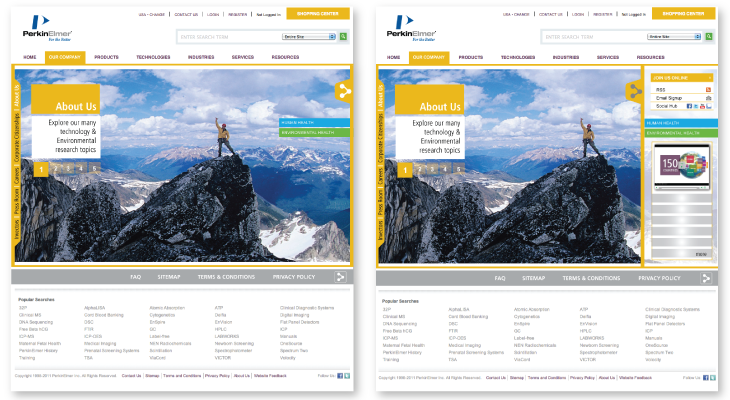 USA - CHANGE | CONTACT US | LOGIN | REGISTER | Not Logged in SHOPPING CENTER
PerkinElmer
For the Better
ENTER SEARCH TERM Entire Site
HOME OUR COMPANY PRODUCTS TECHNOLOGIES INDUSTRIES SERVICES RESOURCES
About Us
Corporate Citizenships
Careers
Press Room
Investors
About Us
Explore our many
technology &
Environmental
research topics
1 2 3 4 5
HUMAN HEALTH
ENVIRONMENTAL HEALTH
FAQ SITEMAP TERMS & CONDITIONS PRIVACY POLICY
Popular Searches
32P AlphaLISA Atomic Absorption ATP Clinical Diagnostic Systems
Clinical MS Cord Blood Banking Cytogenetics Delfia Digital Imaging
DNA Sequencing DSC EnSpire EnVision Flat Panel Detectors
Free Beta hCG FTIR GC HPLC ICP
ICP-MS ICP-OES Label-free LABWORKS JANUS
Maternal Fetal Health Medical Imaging NEN Radiochemicals Newborn Screening OneSource
PerkinElmer History Prenatal Screening Systems Scintillation Spectrophotometer Spectrum Two
Training TGA ViaCord VICTOR Velocity
Copyright 1998-2011 PerkinElmer Inc. All Rights Reserved. Contact Us | Sitemap | Terms and Conditions | Privacy Policy | About Us | Website Feedback Follow Us:
USA - CHANGE | CONTACT US | LOGIN | REGISTER | Not Logged in SHOPPING CENTER
PerkinElmer
For the Better
ENTER SEARCH TERM Entire Site
HOME OUR COMPANY PRODUCTS TECHNOLOGIES INDUSTRIES SERVICES RESOURCES
About Us
Corporate Citizenships
Careers
Press Room
Investors
About Us
Explore our many
technology &
Environmental
research topics
1 2 3 4 5
JOIN US ONLINE
RSS
Email Signup
Social Hub
HUMAN HEALTH
ENVIRONMENTAL HEALTH
150
more
FAQ SITEMAP TERMS & CONDITIONS PRIVACY POLICY
Popular Searches
32P AlphaLISA Atomic Absorption ATP Clinical Diagnostic Systems
Clinical MS Cord Blood Banking Cytogenetics Delfia Digital Imaging
DNA Sequencing DSC EnSpire EnVision Flat Panel Detectors
Free Beta hCG FTIR GC HPLC ICP
ICP-MS ICP-OES Label-free LABWORKS OneSource
Maternal Fetal Health Medical Imaging NEN Radiochemicals Newborn Screening Spectrum Two
PerkinElmer History Prenatal Screening Systems Scintillation Spectrophotometer Velocity
Training TGA ViaCord VICTOR
Copyright 1998-2011 PerkinElmer Inc. All Rights Reserved. Contact Us | Sitemap | Terms and Conditions | Privacy Policy | About Us | Website Feedback Follow Us: